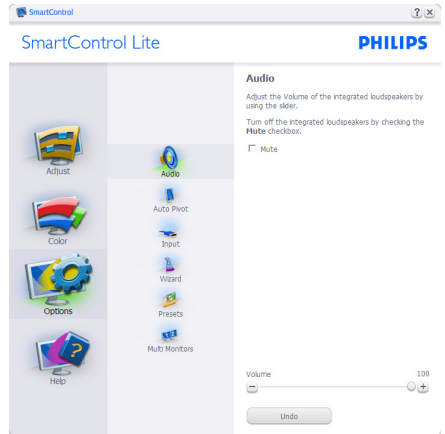 SmartControl
SmartControl Lite
PHILIPS
Adjust
Color
Options
Help
Audio
Auto Pivot
Input
Wizard
Presets
Multi Monitors
Audio
Adjust the Volume of the integrated loudspeakers by
using the slider.
Turn off the integrated loudspeakers by checking the
Mute checkbox.
Mute
Volume 100
Undo